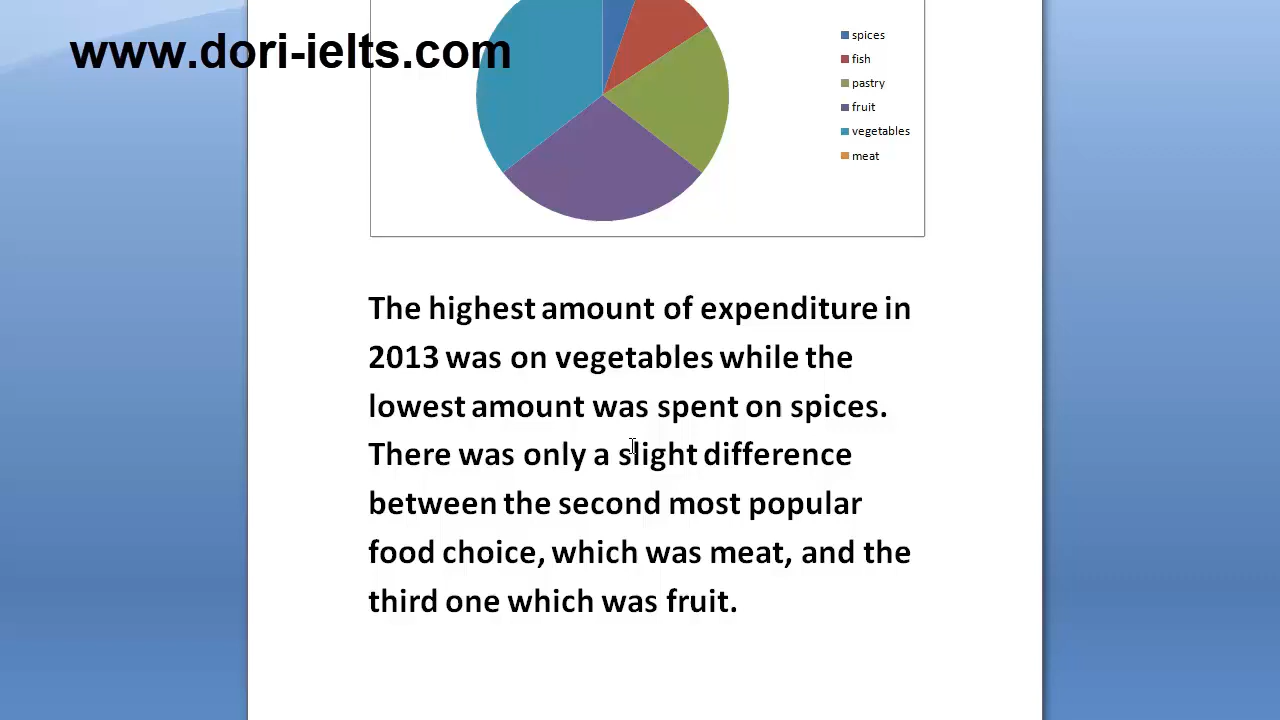 www.dori-ielts.com
spices
fish
pastry
fruit
vegetables
meat
The highest amount of expenditure in
2013 was on vegetables while the
lowest amount was spent on spices.
There was only a slight difference
between the second most popular
food choice, which was meat, and the
third one which was fruit.